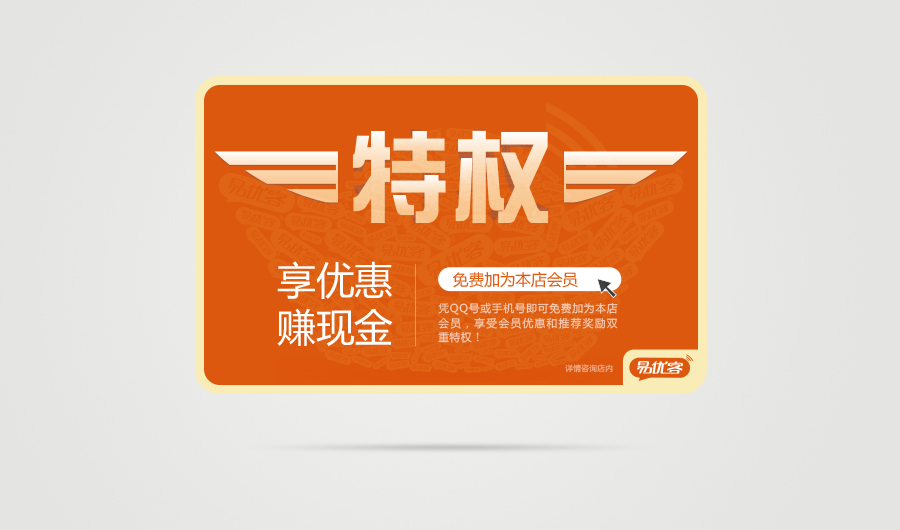 特权
享优惠
赚现金
免费加为本店会员
凭QQ号或手机号即可免费加为本店
会员，享受会员优惠和推荐奖励双
重特权！
详情咨询店内
易优客